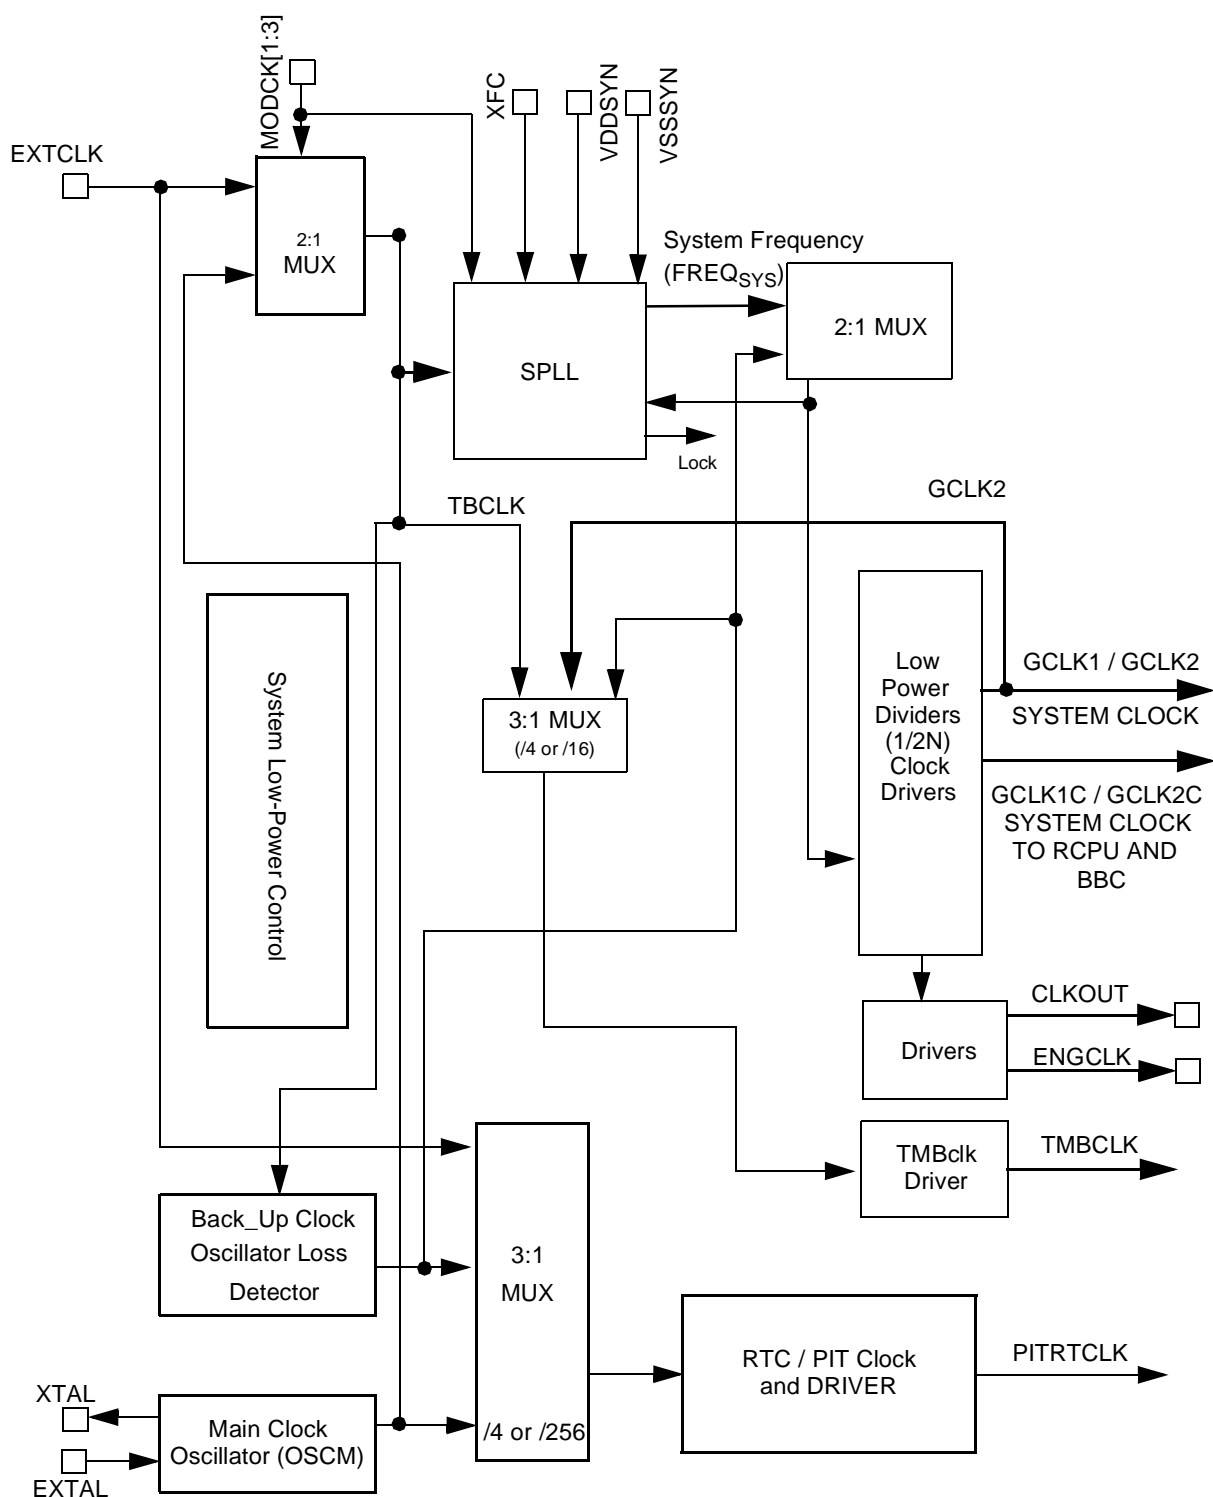 MODCK[1:3]
XFC
VDDSYN
VSSSYN
EXTCLK
2:1
MUX
System Frequency
(FREQSYS)
2:1 MUX
SPLL
Lock
GCLK2
TBCLK
System Low-Power Control
3:1 MUX
(/4 or /16)
Low
Power
Dividers
(1/2N)
Clock
Drivers
GCLK1 / GCLK2
SYSTEM CLOCK
GCLK1C / GCLK2C
SYSTEM CLOCK
TO RCPU AND
BBC
CLKOUT
Drivers
ENGCLK
TMBclk
Driver
TMBCLK
Back_Up Clock
Oscillator Loss
Detector
3:1
MUX
/4 or /256
RTC / PIT Clock
and DRIVER
PITRTCLK
XTAL
Main Clock
Oscillator (OSCM)
EXTAL